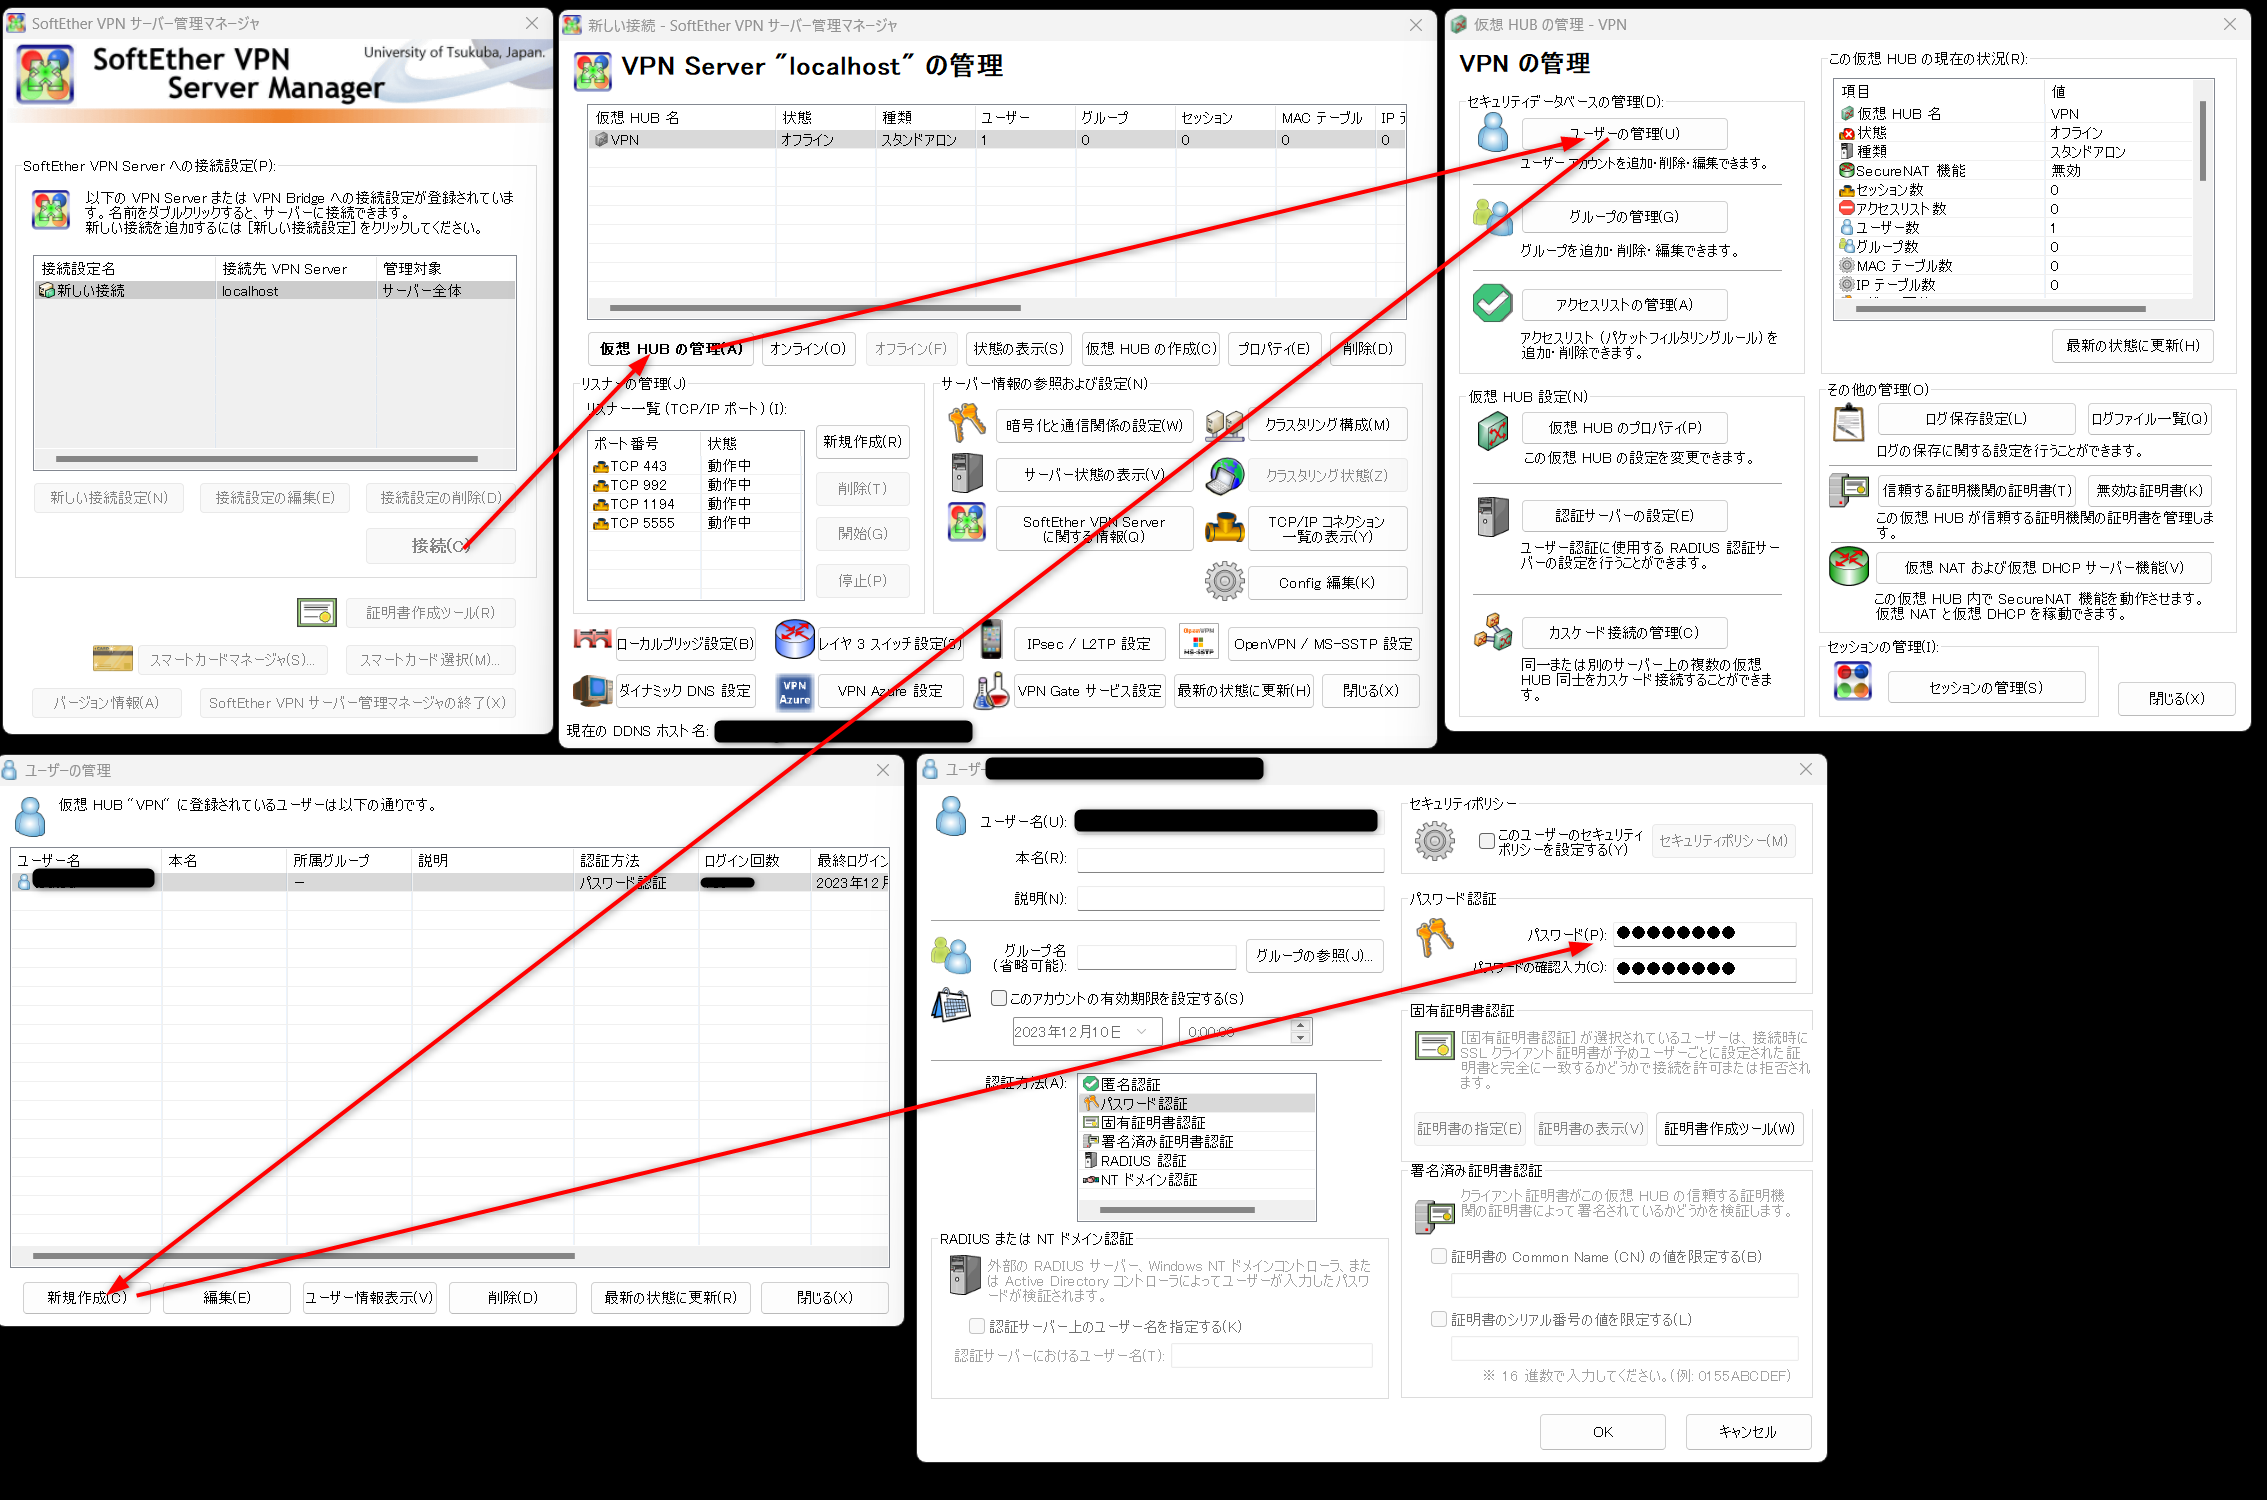 SoftEther VPN サーバー管理マネージャ
SoftEther VPN
Server Manager
University of Tsukuba, Japan.
SoftEther VPN Server への接続設定(P):
以下の VPN Server または VPN Bridge への接続設定が登録されていま
す。名前をダブルクリックすると、サーバーに接続できます。
新しい接続を追加するには [新しい接続設定] をクリックしてください。
接続設定名 接続先 VPN Server 管理対象
新しい接続 localhost サーバー全体
新しい接続設定(N) 接続設定の編集(E) 接続設定の削除(D)
接続(C)
証明書作成ツール(R)
スマートカードマネージャ(S)... スマートカード選択(M)...
バージョン情報(A) SoftEther VPN サーバー管理マネージャの終了(X)
新しい接続 - SoftEther VPN サーバー管理マネージャ
VPN Server "localhost" の管理
仮想 HUB 名 状態 種類 ユーザー グループ セッション MAC テーブル IP テ
VPN オフライン スタンドアロン 1 0 0 0 0
仮想 HUB の管理(A) オンライン(O) オフライン(F) 状態の表示(S) 仮想 HUB の作成(C) プロパティ(E) 削除(D)
リスナーの管理(J)
リスナー一覧 (TCP/IP ポート)(I):
ポート番号 状態
TCP 443 動作中
TCP 992 動作中
TCP 1194 動作中
TCP 5555 動作中
新規作成(R)
削除(T)
開始(G)
停止(P)
サーバー情報の参照および設定(N)
暗号化と通信関係の設定(W) クラスタリング構成(M)
サーバー状態の表示(V) クラスタリング状態(Z)
SoftEther VPN Server
に関する情報(Q)
TCP/IP コネクション
一覧の表示(Y)
Config 編集(K)
ローカルブリッジ設定(B) レイヤ 3 スイッチ設定(3) IPsec / L2TP 設定 OpenVPN MS-SSTP OpenVPN / MS-SSTP 設定
ダイナミック DNS 設定 VPN Azure VPN Azure 設定 VPN Gate サービス設定 最新の状態に更新(H) 閉じる(X)
現在の DDNS ホスト名:
仮想 HUB の管理 - VPN
VPN の管理
セキュリティデータベースの管理(D):
ユーザーの管理(U)
ユーザー アカウントを追加・削除・編集できます。
グループの管理(G)
グループを追加・削除・編集できます。
アクセスリストの管理(A)
アクセスリスト (パケットフィルタリングルール) を
追加・削除できます。
仮想 HUB 設定(N)
仮想 HUB のプロパティ(P)
この仮想 HUB の設定を変更できます。
認証サーバーの設定(E)
ユーザー認証に使用する RADIUS 認証サー
バーの設定を行うことができます。
カスケード接続の管理(C)
同一または別のサーバー上の複数の仮想
HUB 同士をカスケード接続することができま
す。
この仮想 HUB の現在の状況(R):
項目 値
仮想 HUB 名 VPN
状態 オフライン
種類 スタンドアロン
SecureNAT 機能 無効
セッション数 0
アクセスリスト数 0
ユーザー数 1
グループ数 0
MAC テーブル数 0
IP テーブル数 0
最新の状態に更新(H)
その他の管理(O)
ログ保存設定(L) ログファイル一覧(Q)
ログの保存に関する設定を行うことができます。
信頼する証明機関の証明書(T) 無効な証明書(K)
この仮想 HUB が信頼する証明機関の証明書を管理しま
す。
仮想 NAT および仮想 DHCP サーバー機能(V)
この仮想 HUB 内で SecureNAT 機能を動作させます。
仮想 NAT と仮想 DHCP を稼動できます。
セッションの管理(I):
セッションの管理(S)
閉じる(X)
ユーザーの管理
仮想 HUB "VPN" に登録されているユーザーは以下の通りです。
ユーザー名 本名 所属グループ 説明 認証方法 ログイン回数 最終ログイン
- パスワード認証 2023年12月
新規作成(C) 編集(E) ユーザー情報表示(V) 削除(D) 最新の状態に更新(R) 閉じる(X)
ユーザ
ユーザー名(U):
本名(R):
説明(N):
グループ名
(省略可能):
グループの参照(J)...
このアカウントの有効期限を設定する(S)
2023年12月10日 0:00:00
認証方法(A):
匿名認証
パスワード認証
固有証明書認証
署名済み証明書認証
RADIUS 認証
NT ドメイン認証
RADIUS または NT ドメイン認証
外部の RADIUS サーバー、Windows NT ドメインコントローラ、また
は Active Directory コントローラによってユーザーが入力したパスワ
ードが検証されます。
認証サーバー上のユーザー名を指定する(K)
認証サーバーにおけるユーザー名(T):
セキュリティポリシー
このユーザーのセキュリティ
ポリシーを設定する(Y)
セキュリティポリシー(M)
パスワード認証
パスワード(P): ●●●●●●●●
パスワードの確認入力(C): ●●●●●●●●
固有証明書認証
[固有証明書認証] が選択されているユーザーは、接続時に
SSL クライアント証明書が予めユーザーごとに設定された証
明書と完全に一致するかどうかで接続を許可または拒否され
ます。
証明書の指定(E) 証明書の表示(V) 証明書作成ツール(W)
署名済み証明書認証
クライアント証明書がこの仮想 HUB の信頼する証明機
関の証明書によって署名されているかどうかを検証します。
証明書の Common Name (CN) の値を限定する(B)
証明書のシリアル番号の値を限定する(L)
※ 16 進数で入力してください。(例: 0155ABCDEF)
OK キャンセル